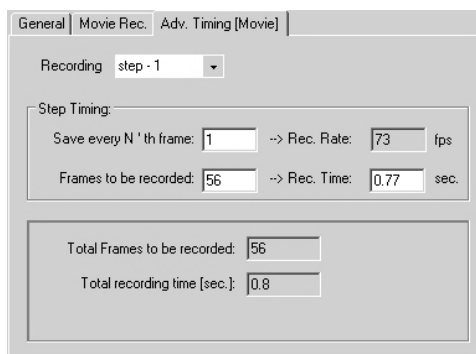 General Movie Rec. Adv. Timing [Movie]
Recording step - 1
Step Timing:
Save every N ' th frame: 1 --> Rec. Rate: 73 fps
Frames to be recorded: 56 --> Rec. Time: 0.77 sec.
Total Frames to be recorded: 56
Total recording time [sec.]: 0.8